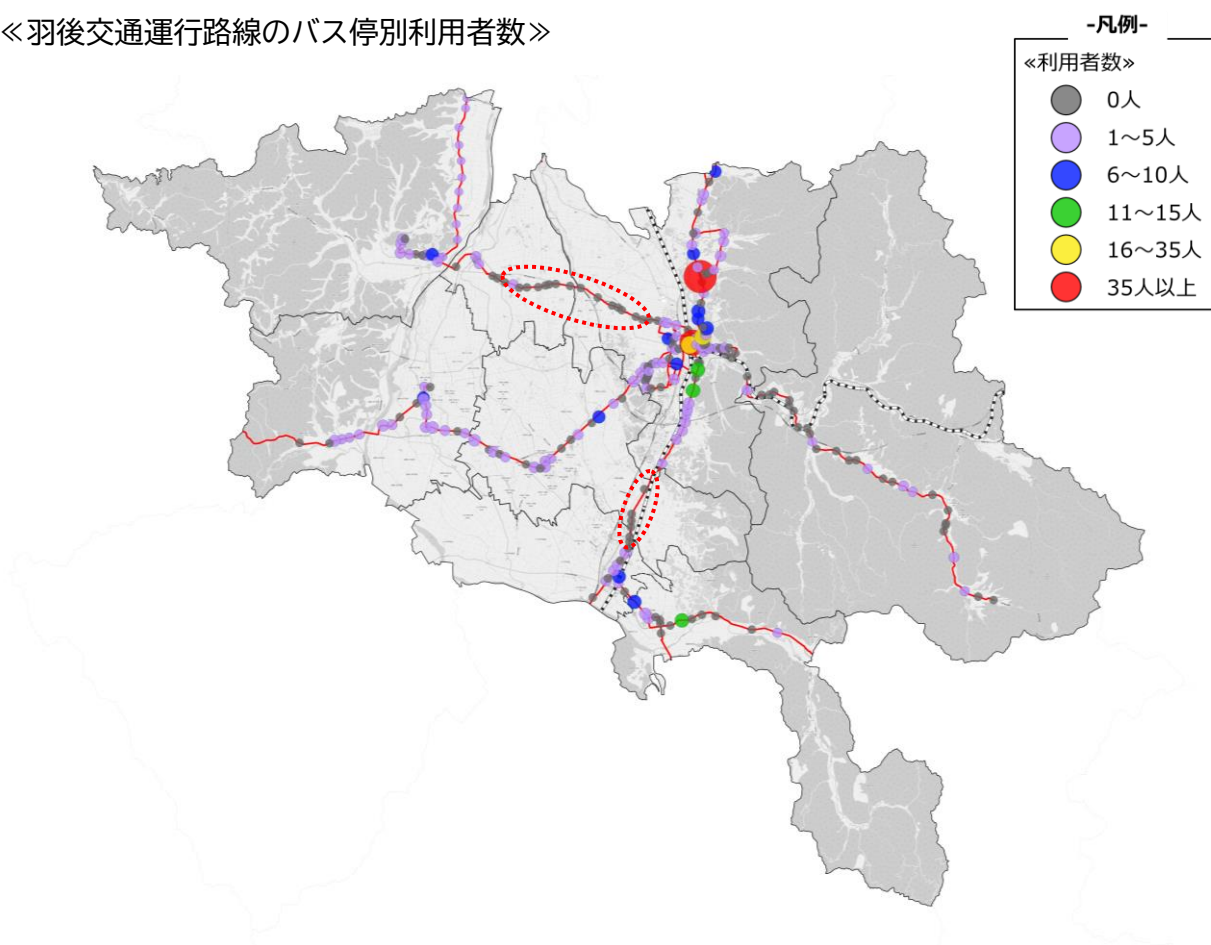 ≪羽後交通運行路線のバス停別利用者数≫
-凡例-
≪利用者数≫
0人
1～5人
6～10人
11～15人
16～35人
35人以上